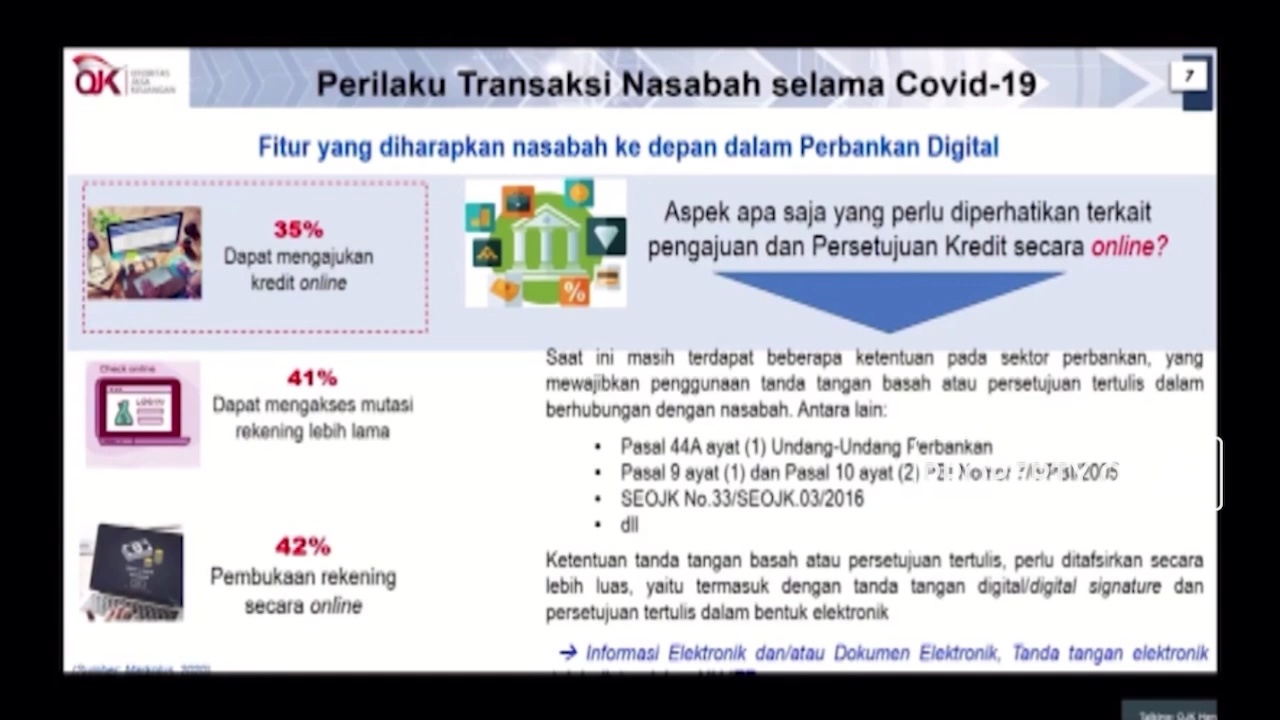 OJK
OTORITAS
JASA
KEUANGAN
Perilaku Transaksi Nasabah selama Covid-19
7
Fitur yang diharapkan nasabah ke depan dalam Perbankan Digital
35%
Dapat mengajukan
kredit online
%
Aspek apa saja yang perlu diperhatikan terkait
pengajuan dan Persetujuan Kredit secara online?
Check online
41%
Dapat mengakses mutasi
rekening lebih lama
42%
Pembukaan rekening
secara online
Saat ini masih terdapat beberapa ketentuan pada sektor perbankan, yang
mewajibkan penggunaan tanda tangan basah atau persetujuan tertulis dalam
berhubungan dengan nasabah. Antara lain:
• Pasal 44A ayat (1) Undang-Undang Perbankan
• Pasal 9 ayat (1) dan Pasal 10 ayat (2)
• SEOJK No.33/SEOJK.03/2016
• dll
Ketentuan tanda tangan basah atau persetujuan tertulis, perlu ditafsirkan secara
lebih luas, yaitu termasuk dengan tanda tangan digital/digital signature dan
persetujuan tertulis dalam bentuk elektronik
→ Informasi Elektronik dan/atau Dokumen Elektronik, Tanda tangan elektronik